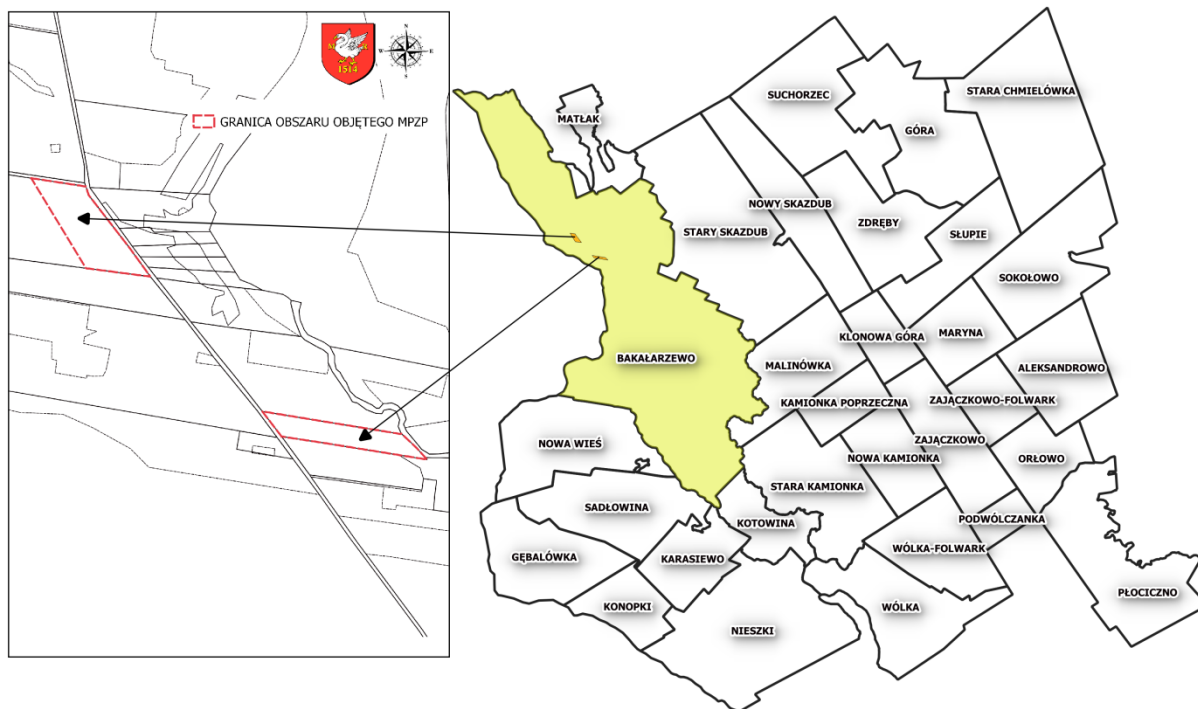 M R
1514
N
W E
S
GRANICA OBSZARU OBJĘTEGO MPZP
MATŁAK
SUCHORZEC
STARA CHMIELÓWKA
GÓRA
NOWY SKAZDUB
ZDRĘBY
STARY SKAZDUB
SŁUPIE
SOKOŁOWO
KLONOWA GÓRA
MARYNA
BAKAŁARZEWO
MALINÓWKA
ALEKSANDROWO
KAMIONKA POPRZECZNA
ZAJĄCZKOWO-FOLWARK
NOWA WIEŚ
ZAJĄCZKOWO
NOWA KAMIONKA
ORŁOWO
STARA KAMIONKA
SADŁOWINA
KOTOWINA
PODWÓLCZANKA
WÓLKA-FOLWARK
GĘBALÓWKA
KARASIEWO
PŁOCICZNO
KONOPKI
WÓLKA
NIESZKI